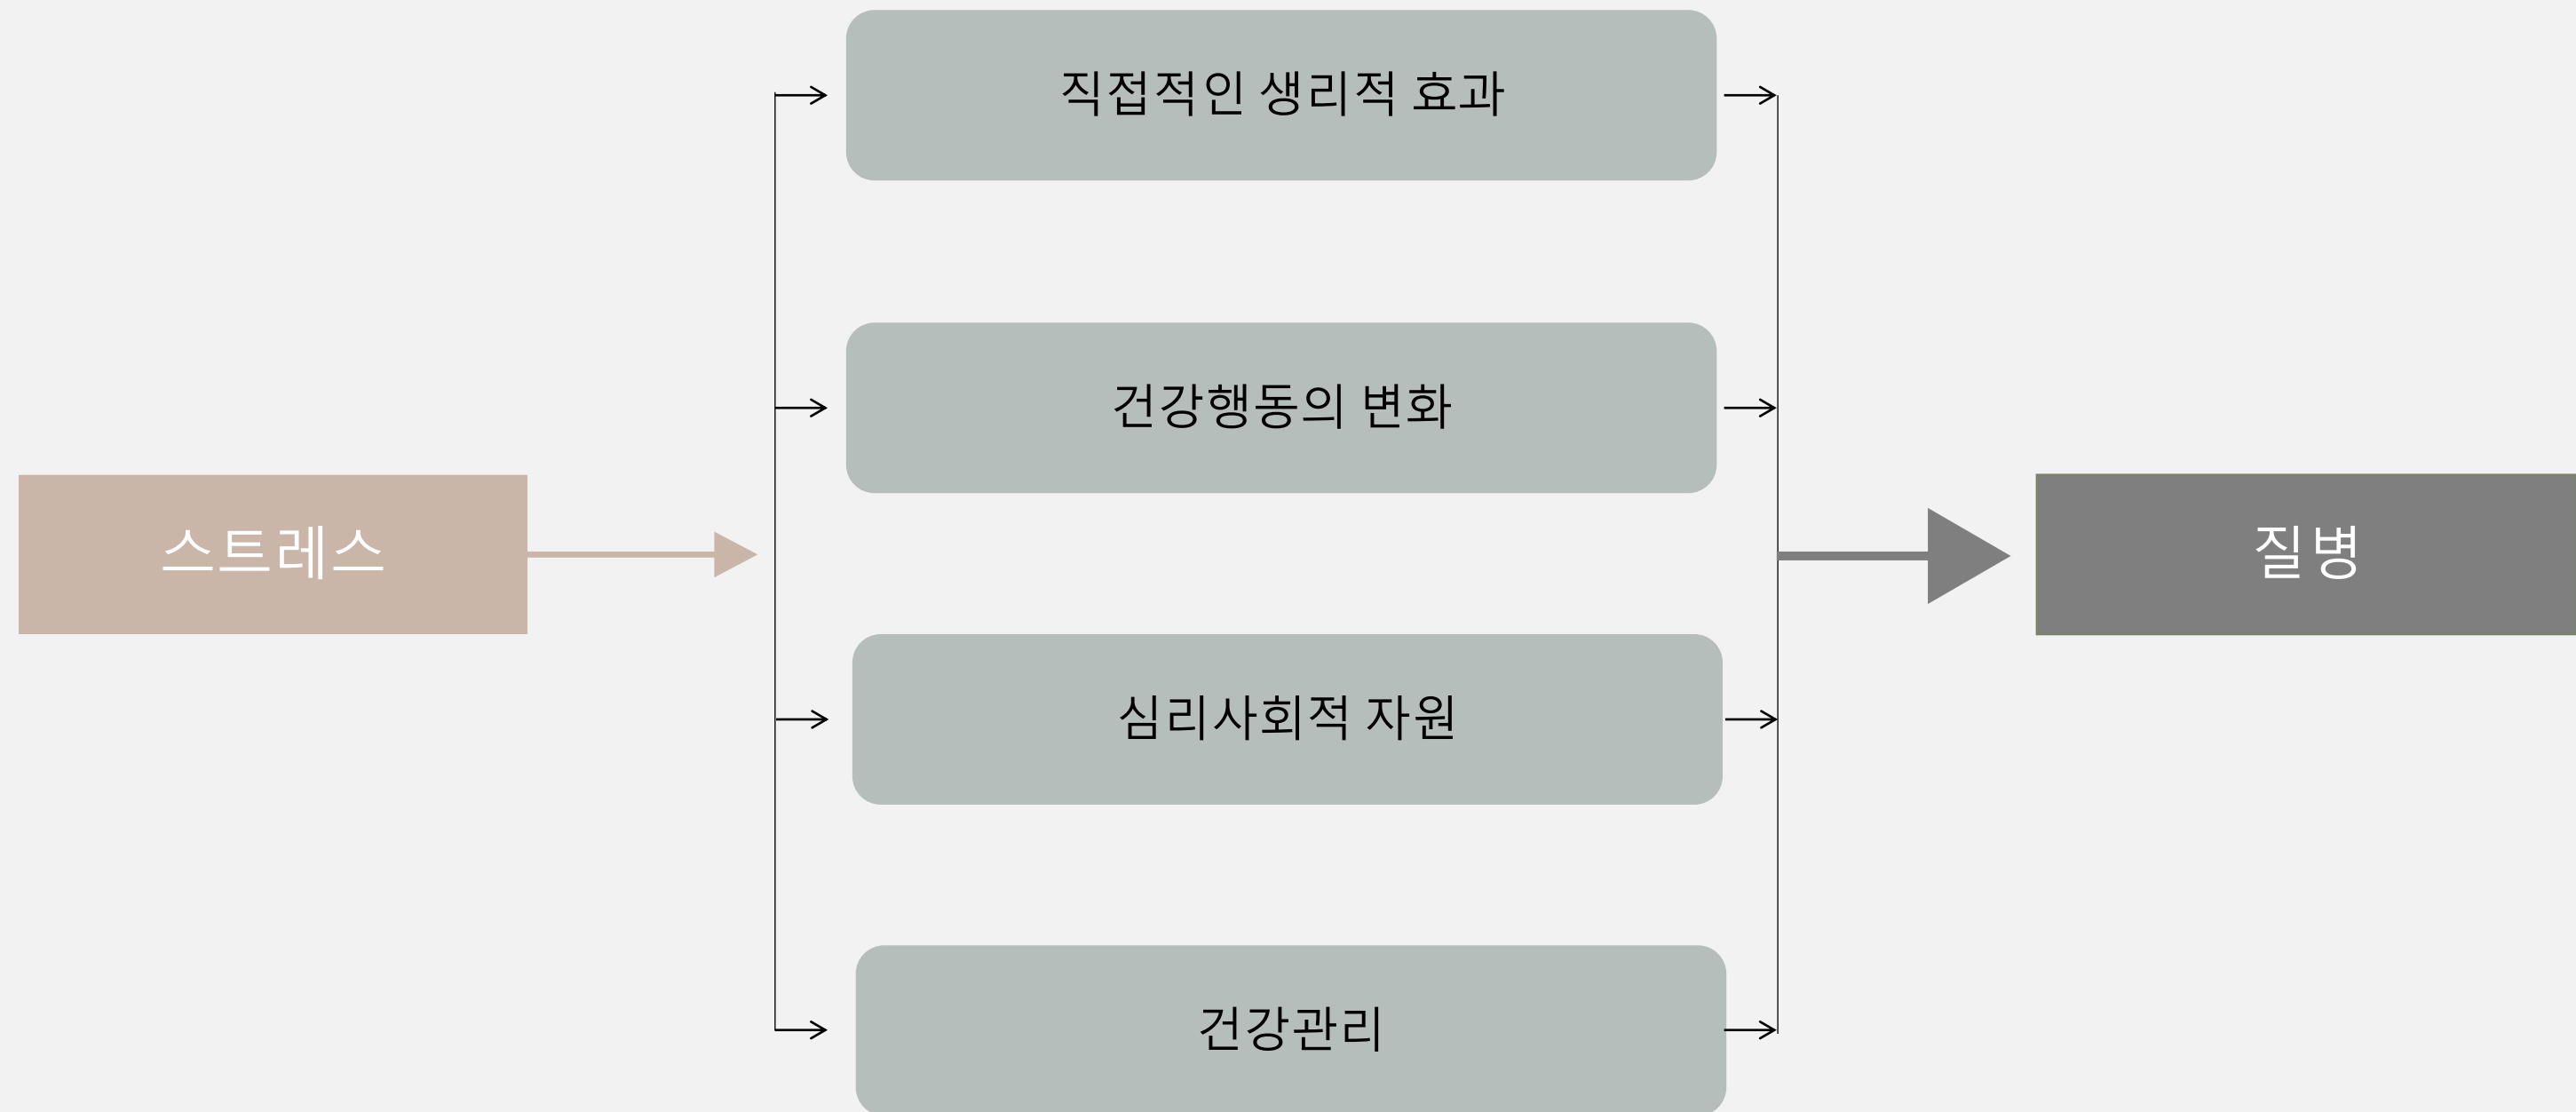 직접적인 생리적 효과
건강행동의 변화
스트레스
질병
심리사회적 자원
건강관리